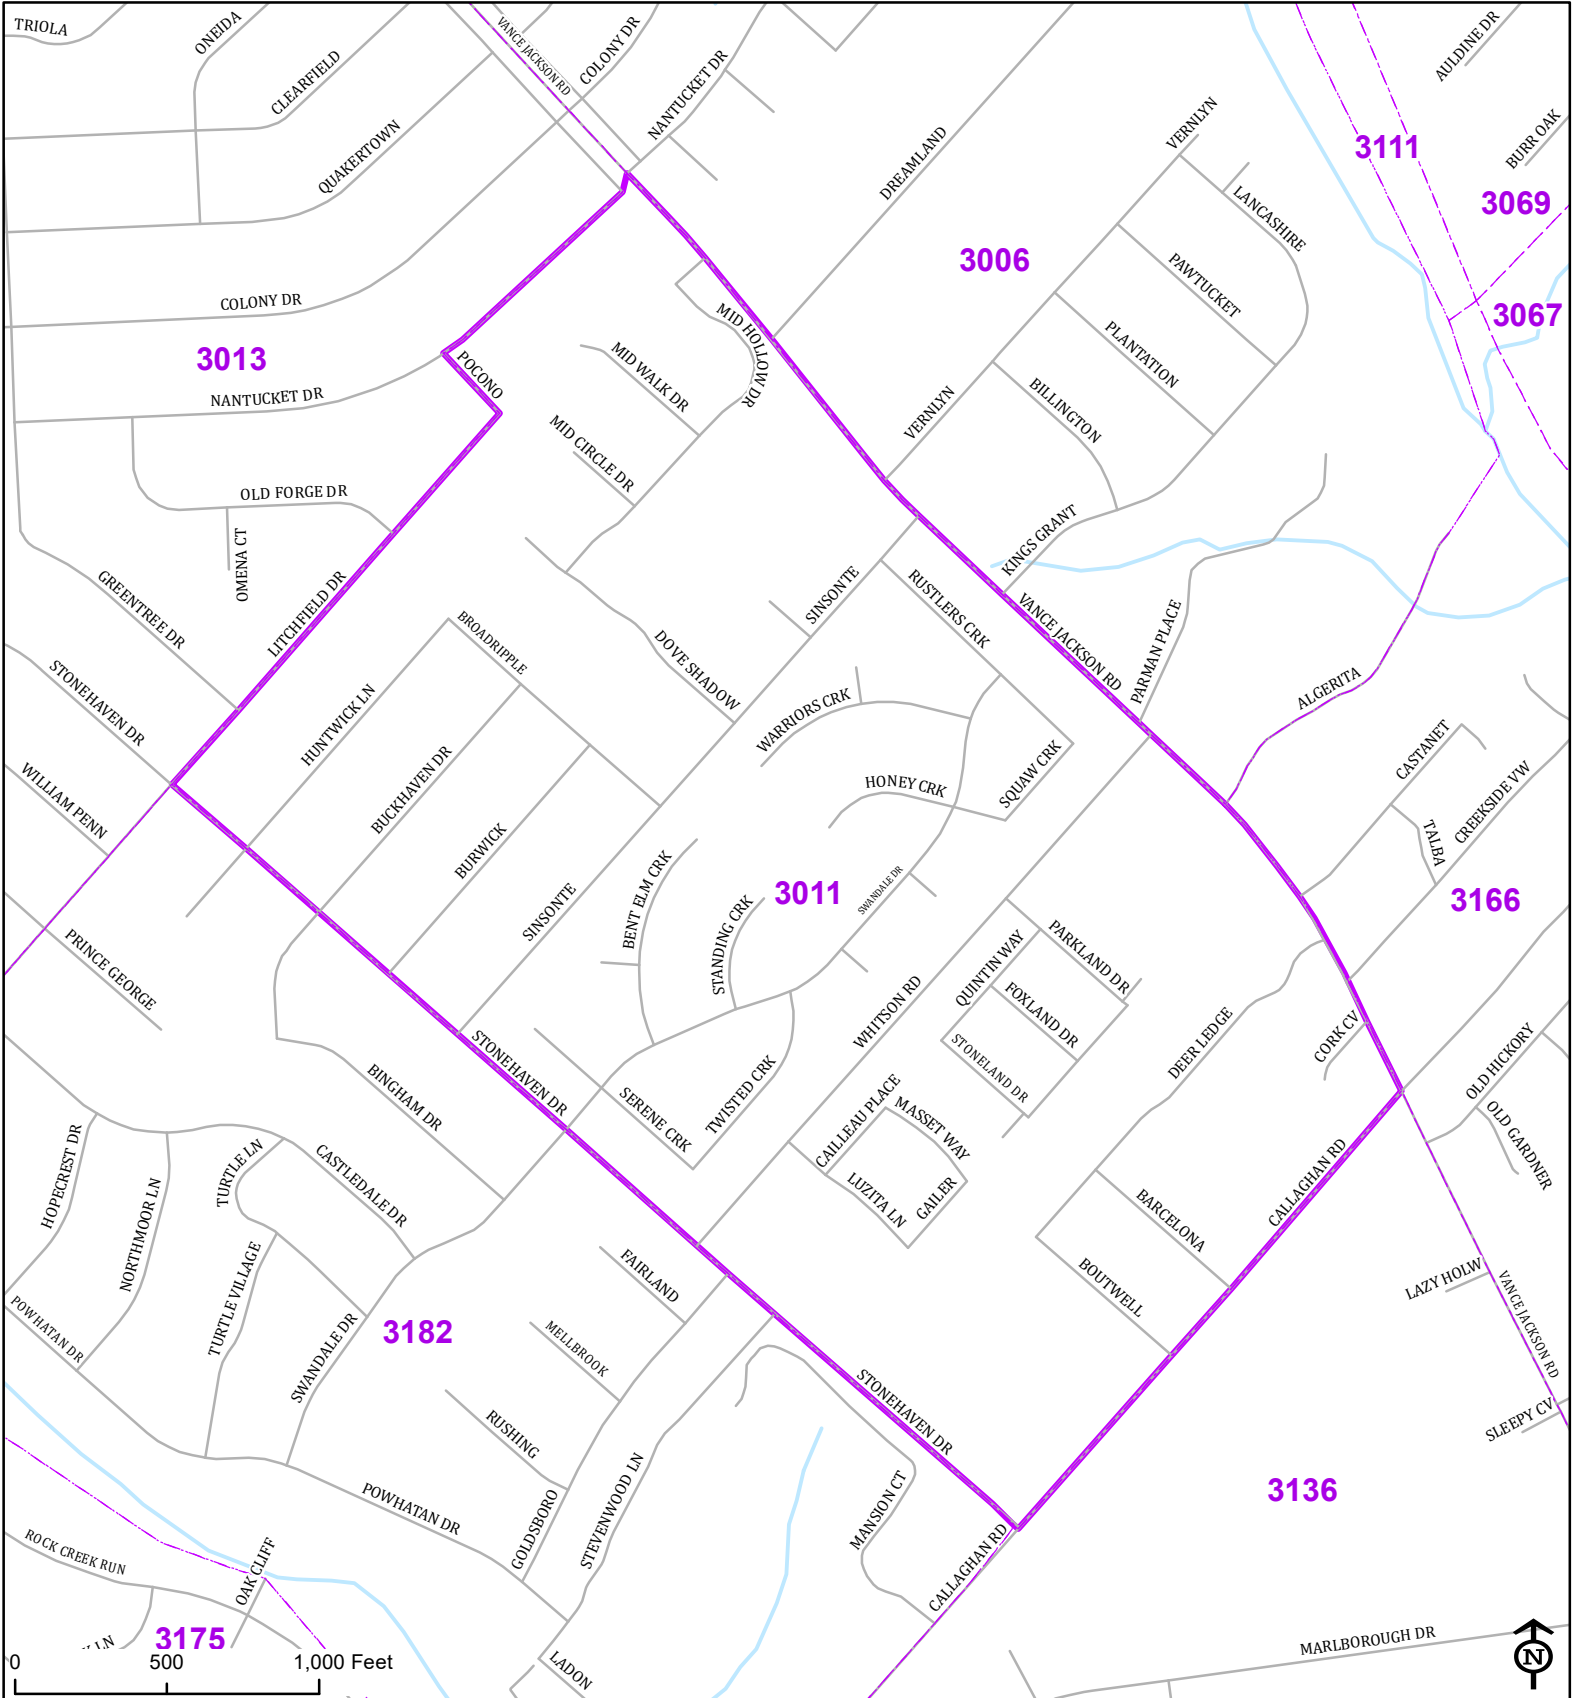 TRIOLA
ONEIDA
CLEARFIELD
QUAKERTOWN
VANCE JACKSON RD
COLONY DR
NANTUCKET DR
DREAMLAND
VERNLYN
AULDINE DR
BURR OAK
3111
3069
3067
LANCASHIRE
3006
PAWTUCKET
PLANTATION
BILLINGTON
COLONY DR
3013
NANTUCKET DR
POCONO
MID HOLLOW DR
MID WALK DR
MID CIRCLE DR
VERNLYN
OLD FORGE DR
OMENA CT
KINGS GRANT
GREENTREE DR
LITCHFIELD DR
BROADRIPPLE
SINSONTE
RUSTLERS CRK
VANCE JACKSON RD
PARMAN PLACE
DOVE SHADOW
STONEHAVEN DR
HUNTWICK LN
WARRIORS CRK
ALGERITA
WILLIAM PENN
BUCKHAVEN DR
HONEY CRK
SQUAW CRK
CASTANET
CREEKSIDE VW
TALBA
BURWICK
3011
SWANDALE DR
3166
SINSONTE
BENT ELM CRK
STANDING CRK
PRINCE GEORGE
PARKLAND DR
QUINTIN WAY
FOXLAND DR
WHITSON RD
STONELAND DR
DEER LEDGE
CORK CV
STONEHAVEN DR
BINGHAM DR
SERENE CRK
TWISTED CRK
CAILLEAU PLACE
MASSET WAY
OLD HICKORY
OLD GARDNER
HOPECREST DR
TURTLE LN
CASTLEDALE DR
NORTHMOOR LN
LUZITA LN
GAILER
BARCELONA
CALLAGHAN RD
TURTLE VILLAGE
FAIRLAND
BOUTWELL
LAZY HOLW
VANCE JACKSON RD
POWHATAN DR
SWANDALE DR
3182
MELLBROOK
STONEHAVEN DR
SLEEPY CV
RUSHING
POWHATAN DR
GOLDSBORO
STEVENWOOD LN
MANSION CT
3136
ROCK CREEK RUN
OAK CLIFF
CALLAGHAN RD
3175
LN
LADON
MARLBOROUGH DR
0 500 1,000 Feet
N